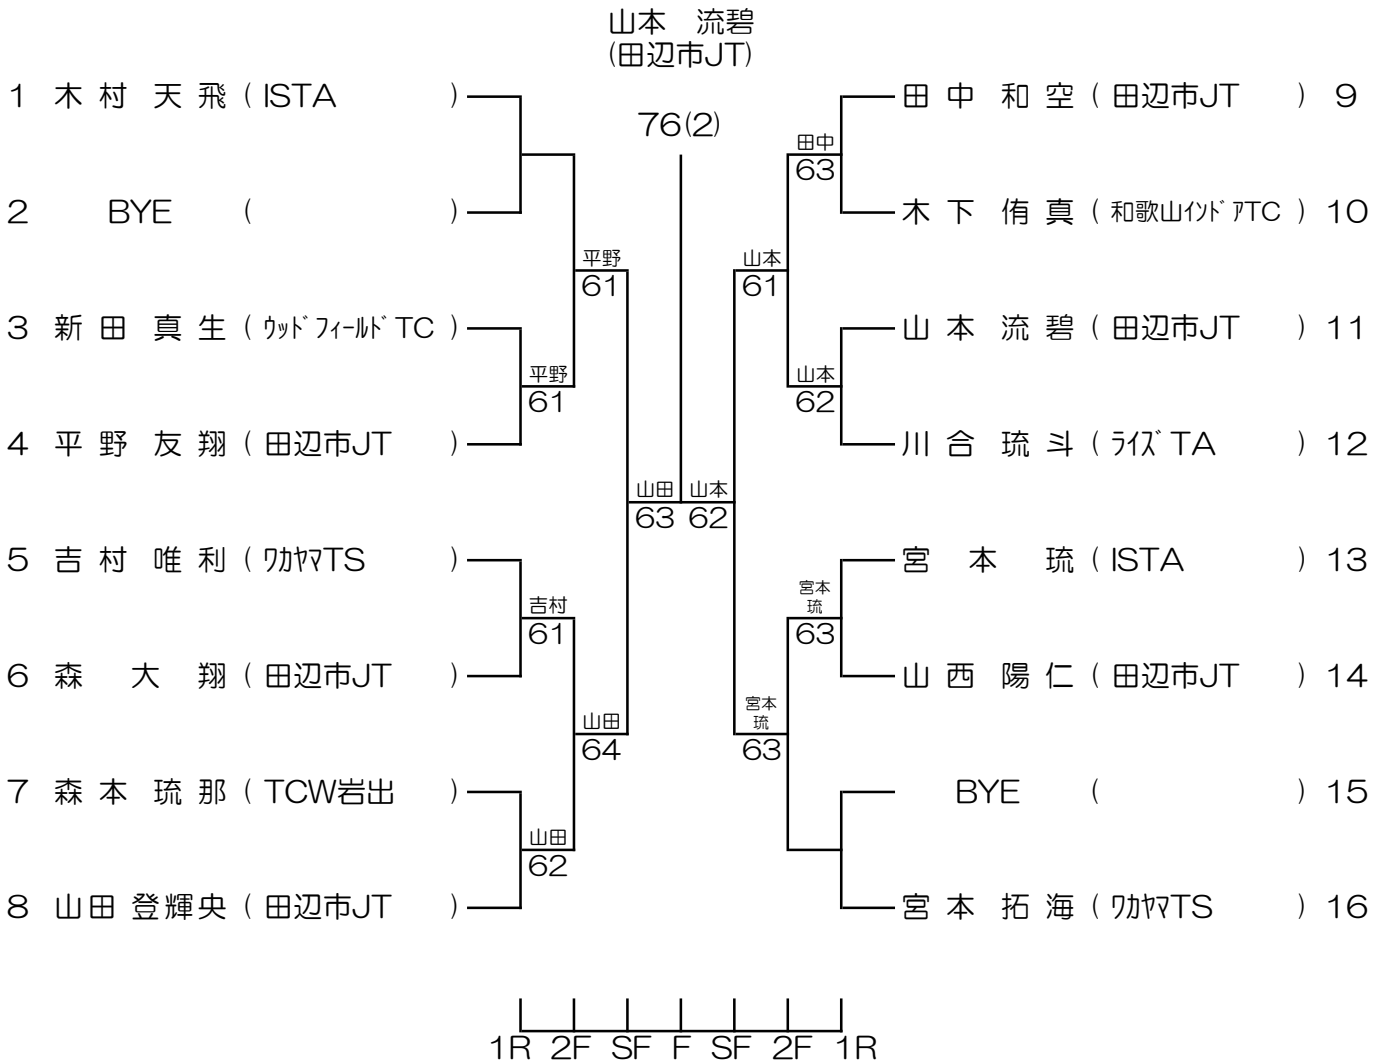 山本 流碧
(田辺市JT)
76(2)
1 木村 天飛 ( ISTA )
2 BYE ( )
3 新田 真生 ( ｳｯﾄﾞﾌｨｰﾙﾄﾞTC )
4 平野 友翔 ( 田辺市JT )
5 吉村 唯利 ( ﾜｶﾔﾏTS )
6 森 大翔 ( 田辺市JT )
7 森本 琉那 ( TCW岩出 )
8 山田 登輝央 ( 田辺市JT )
平野
61
吉村
61
山田
62
平野
61
山田
64
山田
63
山本
62
山本
61
宮本
琉
63
田中
63
山本
62
宮本
琉
63
田中 和空 ( 田辺市JT ) 9
木下 侑真 ( 和歌山ｲﾝﾄﾞｱTC ) 10
山本 流碧 ( 田辺市JT ) 11
川合 琉斗 ( ﾗｲｽﾞTA ) 12
宮本 琉 ( ISTA ) 13
山西 陽仁 ( 田辺市JT ) 14
BYE ( ) 15
宮本 拓海 ( ﾜｶﾔﾏTS ) 16
1R 2F SF F SF 2F 1R